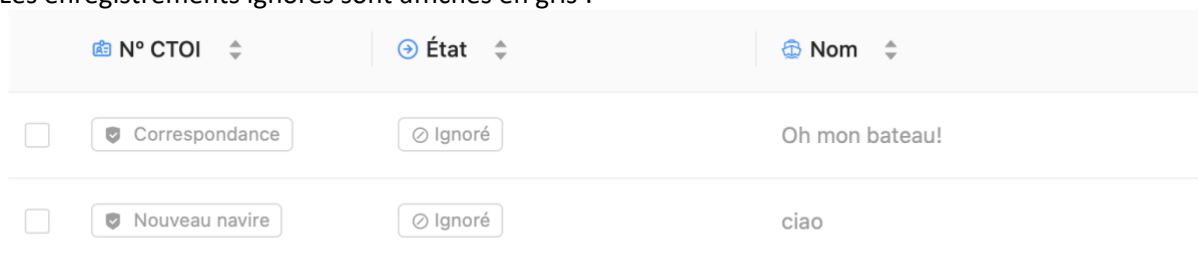 Les enregistrements ignorés sont affichés en gris :
N° CTOI État Nom
Correspondance Ignoré Oh mon bateau!
Nouveau navire Ignoré ciao